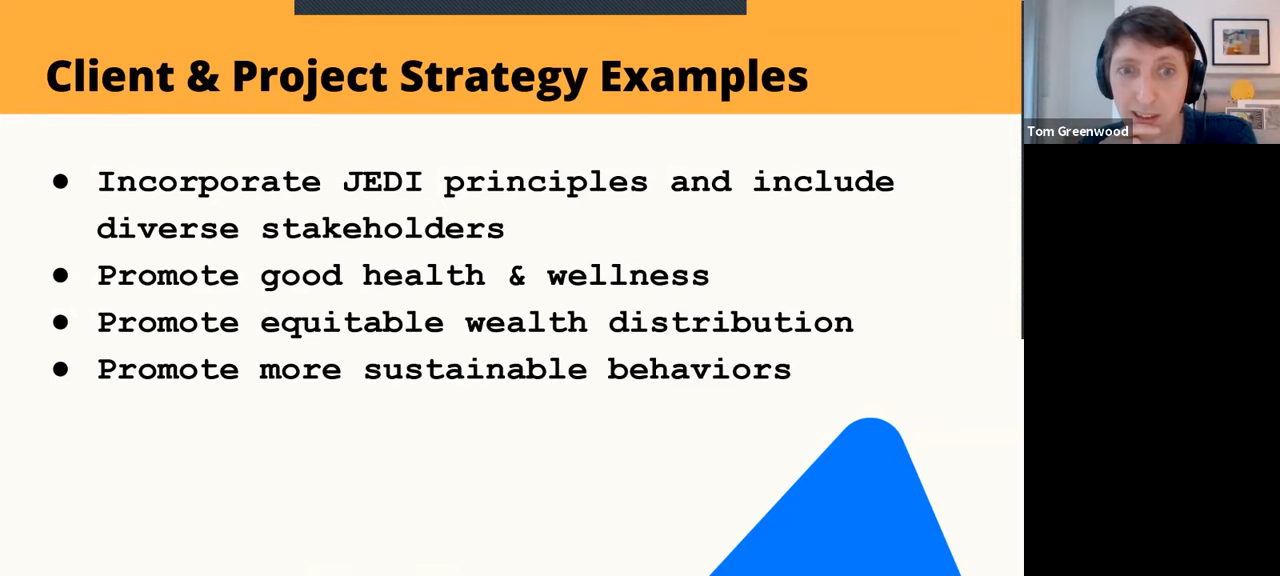 Client & Project Strategy Examples
● Incorporate JEDI principles and include
diverse stakeholders
● Promote good health & wellness
● Promote equitable wealth distribution
● Promote more sustainable behaviors
Tom Greenwood